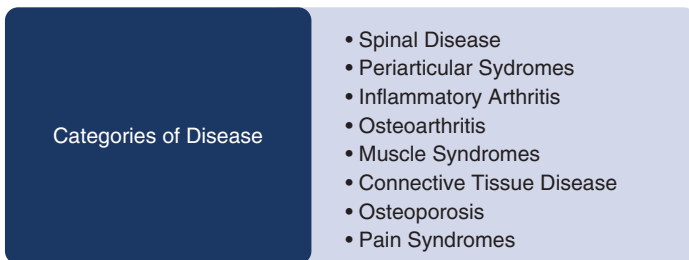 Categories of Disease
• Spinal Disease
• Periarticular Sydromes
• Inflammatory Arthritis
• Osteoarthritis
• Muscle Syndromes
• Connective Tissue Disease
• Osteoporosis
• Pain Syndromes